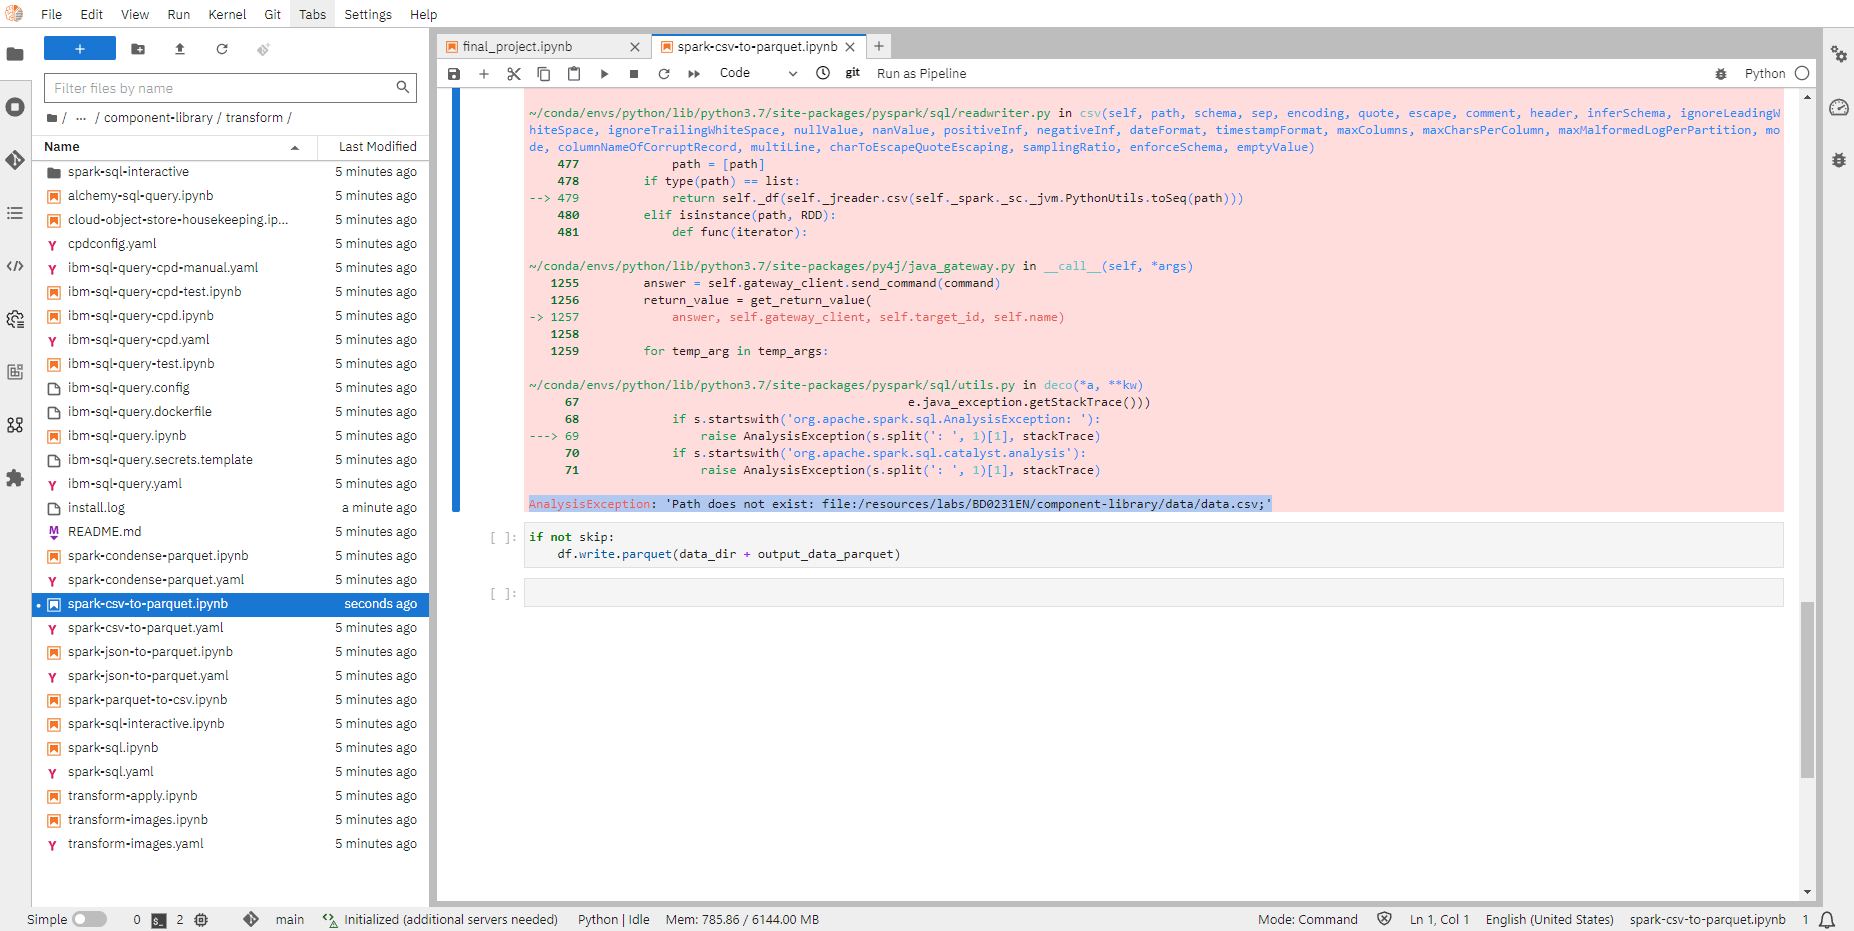 File Edit View Run Kernel Git Tabs Settings Help
Filter files by name
/ ... / component-library / transform /
Name Last Modified
spark-sql-interactive 5 minutes ago
alchemy-sql-query.ipynb 5 minutes ago
cloud-object-store-housekeeping.ip... 5 minutes ago
cpdconfig.yaml 5 minutes ago
ibm-sql-query-cpd-manual.yaml 5 minutes ago
ibm-sql-query-cpd-test.ipynb 5 minutes ago
ibm-sql-query-cpd.ipynb 5 minutes ago
ibm-sql-query-cpd.yaml 5 minutes ago
ibm-sql-query-test.ipynb 5 minutes ago
ibm-sql-query.config 5 minutes ago
ibm-sql-query.dockerfile 5 minutes ago
ibm-sql-query.ipynb 5 minutes ago
ibm-sql-query.secrets.template 5 minutes ago
ibm-sql-query.yaml 5 minutes ago
install.log a minute ago
README.md 5 minutes ago
spark-condense-parquet.ipynb 5 minutes ago
spark-condense-parquet.yaml 5 minutes ago
spark-csv-to-parquet.ipynb seconds ago
spark-csv-to-parquet.yaml 5 minutes ago
spark-json-to-parquet.ipynb 5 minutes ago
spark-json-to-parquet.yaml 5 minutes ago
spark-parquet-to-csv.ipynb 5 minutes ago
spark-sql-interactive.ipynb 5 minutes ago
spark-sql.ipynb 5 minutes ago
spark-sql.yaml 5 minutes ago
transform-apply.ipynb 5 minutes ago
transform-images.ipynb 5 minutes ago
transform-images.yaml 5 minutes ago
final_project.ipynb spark-csv-to-parquet.ipynb
Code git Run as Pipeline Python
~/conda/envs/python/lib/python3.7/site-packages/pyspark/sql/readwriter.py in csv(self, path, schema, sep, encoding, quote, escape, comment, header, inferSchema, ignoreLeadingW
hiteSpace, ignoreTrailingWhiteSpace, nullValue, nanValue, positiveInf, negativeInf, dateFormat, timestampFormat, maxColumns, maxCharsPerColumn, maxMalformedLogPerPartition, mo
de, columnNameOfCorruptRecord, multiLine, charToEscapeQuoteEscaping, samplingRatio, enforceSchema, emptyValue)
477 path = [path]
478 if type(path) == list:
--> 479 return self._df(self._jreader.csv(self._spark._sc._jvm.PythonUtils.toSeq(path)))
480 elif isinstance(path, RDD):
481 def func(iterator):
~/conda/envs/python/lib/python3.7/site-packages/py4j/java_gateway.py in __call__(self, *args)
1255 answer = self.gateway_client.send_command(command)
1256 return_value = get_return_value(
-> 1257 answer, self.gateway_client, self.target_id, self.name)
1258
1259 for temp_arg in temp_args:
~/conda/envs/python/lib/python3.7/site-packages/pyspark/sql/utils.py in deco(*a, **kw)
67 e.java_exception.getStackTrace()))
68 if s.startswith('org.apache.spark.sql.AnalysisException: '):
---> 69 raise AnalysisException(s.split(': ', 1)[1], stackTrace)
70 if s.startswith('org.apache.spark.sql.catalyst.analysis'):
71 raise AnalysisException(s.split(': ', 1)[1], stackTrace)
AnalysisException: 'Path does not exist: file:/resources/labs/BD0231EN/component-library/data/data.csv;'
[ ]: if not skip:
df.write.parquet(data_dir + output_data_parquet)
[ ]:
Simple 0 $_ 2 main Initialized (additional servers needed) Python | Idle Mem: 785.86 / 6144.00 MB Mode: Command Ln 1, Col 1 English (United States) spark-csv-to-parquet.ipynb 1